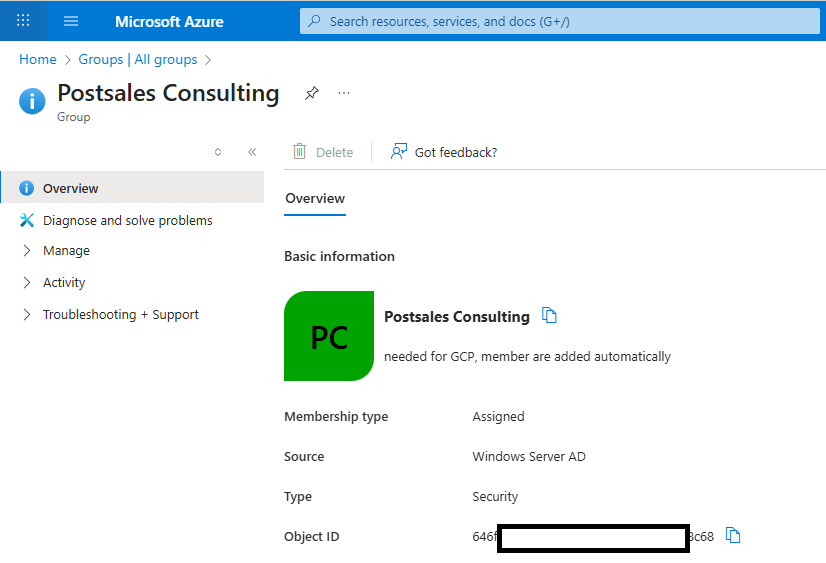 Microsoft Azure
Search resources, services, and docs (G+/)
Home > Groups | All groups >
Postsales Consulting
Group
Delete
Got feedback?
Overview
Diagnose and solve problems
Manage
Activity
Troubleshooting + Support
Overview
Basic information
PC
Postsales Consulting
needed for GCP, member are added automatically
Membership type Assigned
Source Windows Server AD
Type Security
Object ID 646f 8c68